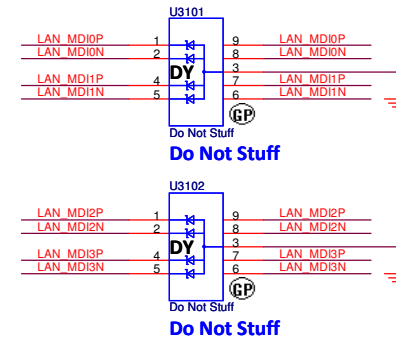 U3101
LAN_MDI0P 1 9 LAN_MDI0P
LAN_MDI0N 2 8 LAN_MDI0N
DY 3
LAN_MDI1P 4 7 LAN_MDI1P
LAN_MDI1N 5 6 LAN_MDI1N
GP
Do Not Stuff
Do Not Stuff
U3102
LAN_MDI2P 1 9 LAN_MDI2P
LAN_MDI2N 2 8 LAN_MDI2N
DY 3
LAN_MDI3P 4 7 LAN_MDI3P
LAN_MDI3N 5 6 LAN_MDI3N
GP
Do Not Stuff
Do Not Stuff